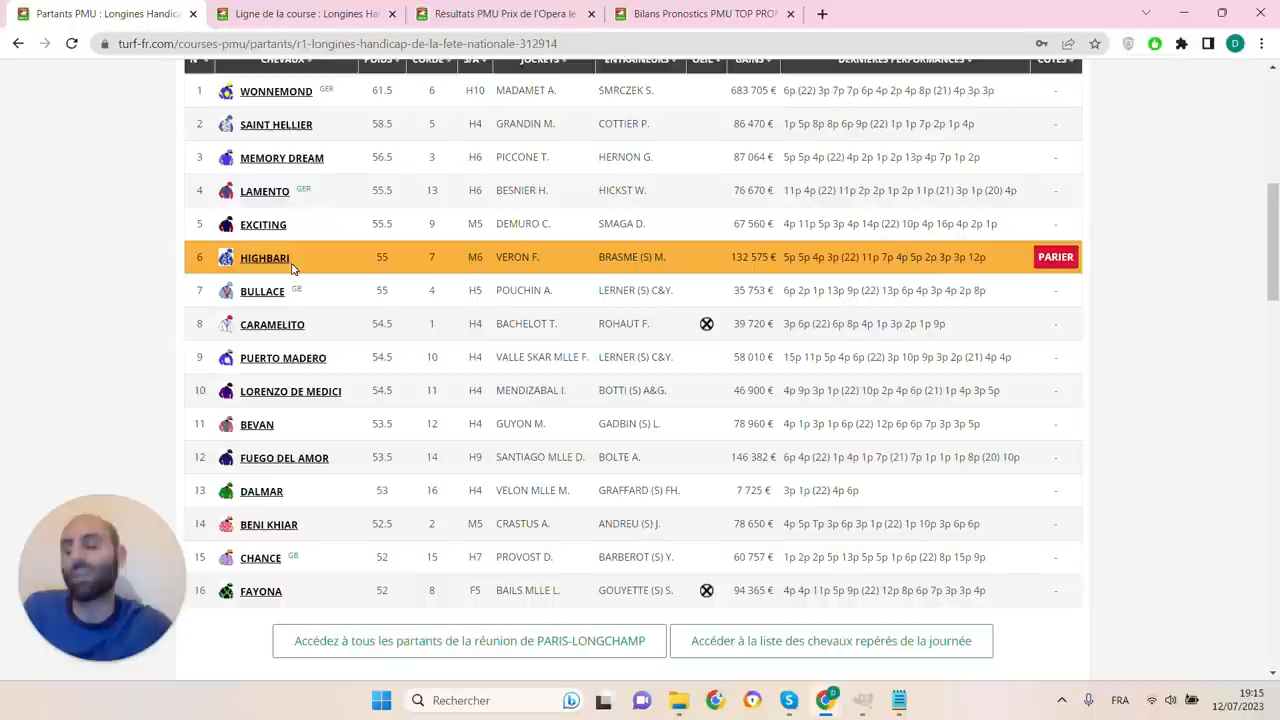 Partants PMU : Longines Handica
Ligne de course : Longines Ha
Résultats PMU Prix de l'Opera le
Bilans Pronostics PMU TOP PRO
turf-fr.com/courses-pmu/partants/r1-longines-handicap-de-la-fete-nationale-312914
D
N° CHEVAUX POIDS CORDE S/A JOCKEYS ENTRAÎNEURS OEIL GAINS DERNIÈRES PERFORMANCES COTES
1 WONNEMOND GER 61.5 6 H10 MADAMET A. SMRCZEK S. 683 705 € 6p (22) 3p 7p 7p 6p 4p 2p 4p 8p (21) 4p 3p 3p -
2 SAINT HELLIER 58.5 5 H4 GRANDIN M. COTTIER P. 86 470 € 1p 5p 8p 8p 6p 9p (22) 1p 1p 7p 2p 1p 4p -
3 MEMORY DREAM 56.5 3 H6 PICCONE T. HERNON G. 87 064 € 5p 5p 4p (22) 4p 2p 1p 2p 13p 4p 7p 1p 2p -
4 LAMENTO GER 55.5 13 H6 BESNIER H. HICKST W. 76 670 € 11p 4p (22) 11p 2p 2p 1p 2p 11p (21) 3p 1p (20) 4p -
5 EXCITING 55.5 9 M5 DEMURO C. SMAGA D. 67 560 € 4p 11p 5p 3p 4p 14p (22) 10p 4p 16p 4p 2p 1p -
6 HIGHBARI 55 7 M6 VERON F. BRASME (S) M. 132 575 € 5p 5p 4p 3p (22) 11p 7p 4p 5p 2p 3p 3p 12p PARIER
7 BULLACE GB 55 4 H5 POUCHIN A. LERNER (S) C&Y. 35 753 € 6p 2p 1p 13p 9p (22) 13p 6p 4p 3p 4p 2p 8p -
8 CARAMELITO 54.5 1 H4 BACHELOT T. ROHAUT F. 39 720 € 3p 6p (22) 6p 8p 4p 1p 3p 2p 1p 9p -
9 PUERTO MADERO 54.5 10 H4 VALLE SKAR MLLE F. LERNER (S) C&Y. 58 010 € 15p 11p 5p 4p 6p (22) 3p 10p 9p 3p 2p (21) 4p 4p -
10 LORENZO DE MEDICI 54.5 11 H4 MENDIZABAL I. BOTTI (S) A&G. 46 900 € 4p 9p 3p 1p (22) 10p 2p 4p 6p (21) 1p 4p 3p 5p -
11 BEVAN 53.5 12 H4 GUYON M. GADBIN (S) L. 78 960 € 4p 1p 3p 1p 6p (22) 12p 6p 6p 7p 3p 3p 5p -
12 FUEGO DEL AMOR 53.5 14 H9 SANTIAGO MLLE D. BOLTE A. 146 382 € 6p 4p (22) 1p 4p 1p 7p (21) 7p 1p 1p 1p 8p (20) 10p -
13 DALMAR 53 16 H4 VELON MLLE M. GRAFFARD (S) FH. 7 725 € 3p 1p (22) 4p 6p -
14 BENI KHIAR 52.5 2 M5 CRASTUS A. ANDREU (S) J. 78 650 € 4p 5p Tp 3p 6p 3p 1p (22) 1p 10p 3p 6p 6p -
15 CHANCE GB 52 15 H7 PROVOST D. BARBEROT (S) Y. 60 757 € 1p 2p 2p 5p 13p 5p 5p 1p 6p (22) 8p 15p 9p -
16 FAYONA 52 8 F5 BAILS MLLE L. GOUYETTE (S) S. 94 365 € 4p 4p 11p 5p 9p (22) 12p 8p 6p 7p 3p 3p 4p -
Accédez à tous les partants de la réunion de PARIS-LONGCHAMP
Accéder à la liste des chevaux repérés de la journée
Rechercher
FRA
19:15
12/07/2023